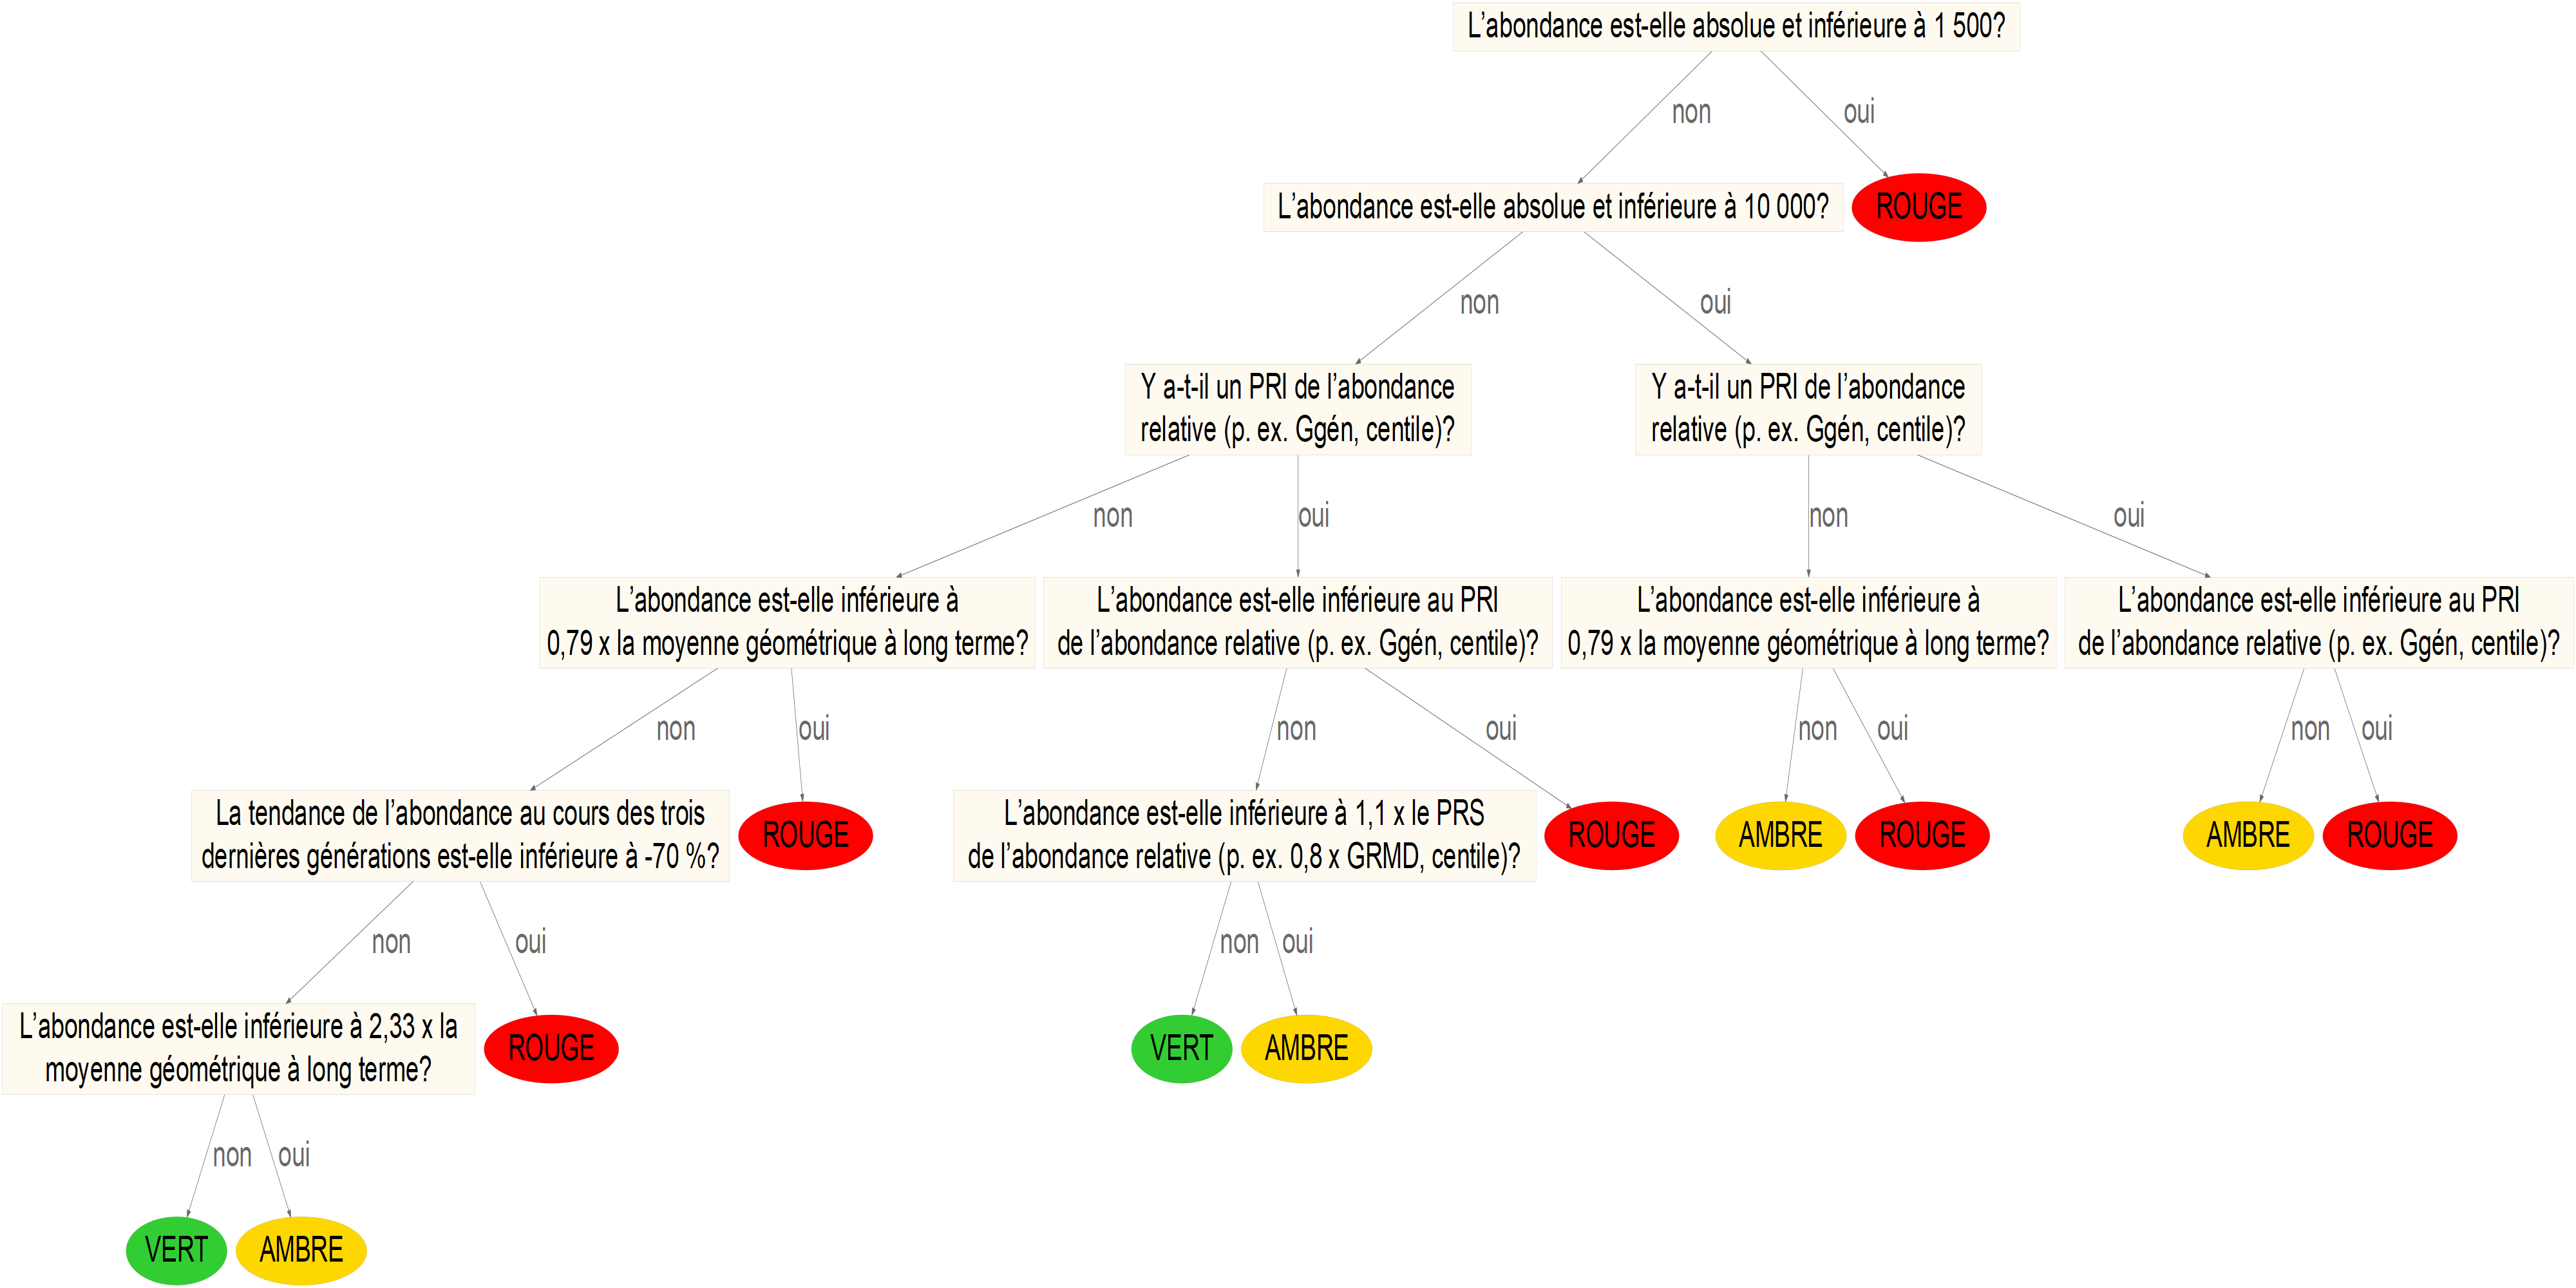 L’abondance est-elle absolue et inférieure à 1 500?
non
oui
L’abondance est-elle absolue et inférieure à 10 000?
ROUGE
non
oui
Y a-t-il un PRI de l’abondance
relative (p. ex. Ggén, centile)?
Y a-t-il un PRI de l’abondance
relative (p. ex. Ggén, centile)?
non
oui
non
oui
L’abondance est-elle inférieure à
0,79 x la moyenne géométrique à long terme?
L’abondance est-elle inférieure au PRI
de l’abondance relative (p. ex. Ggén, centile)?
L’abondance est-elle inférieure à
0,79 x la moyenne géométrique à long terme?
L’abondance est-elle inférieure au PRI
de l’abondance relative (p. ex. Ggén, centile)?
non
oui
non
oui
non
oui
non
oui
La tendance de l’abondance au cours des trois
dernières générations est-elle inférieure à -70 %?
ROUGE
L’abondance est-elle inférieure à 1,1 x le PRS
de l’abondance relative (p. ex. 0,8 x GRMD, centile)?
ROUGE
AMBRE
ROUGE
AMBRE
ROUGE
non
oui
non
oui
L’abondance est-elle inférieure à 2,33 x la
moyenne géométrique à long terme?
ROUGE
VERT
AMBRE
non
oui
VERT
AMBRE